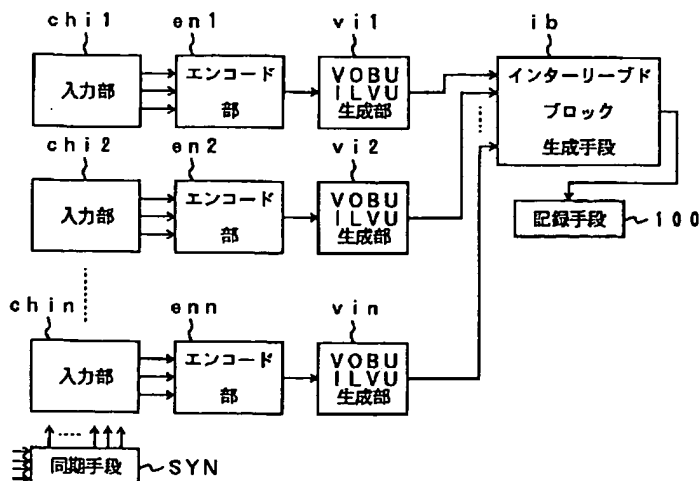 chi1
en1
vi1
ib
入力部
エンコード
部
VOBU
ILVU
生成部
インターリーブド
ブロック
生成手段
chi2
en2
vi2
入力部
エンコード
部
VOBU
ILVU
生成部
記録手段
100
chin
enn
vin
入力部
エンコード
部
VOBU
ILVU
生成部
同期手段
SYN